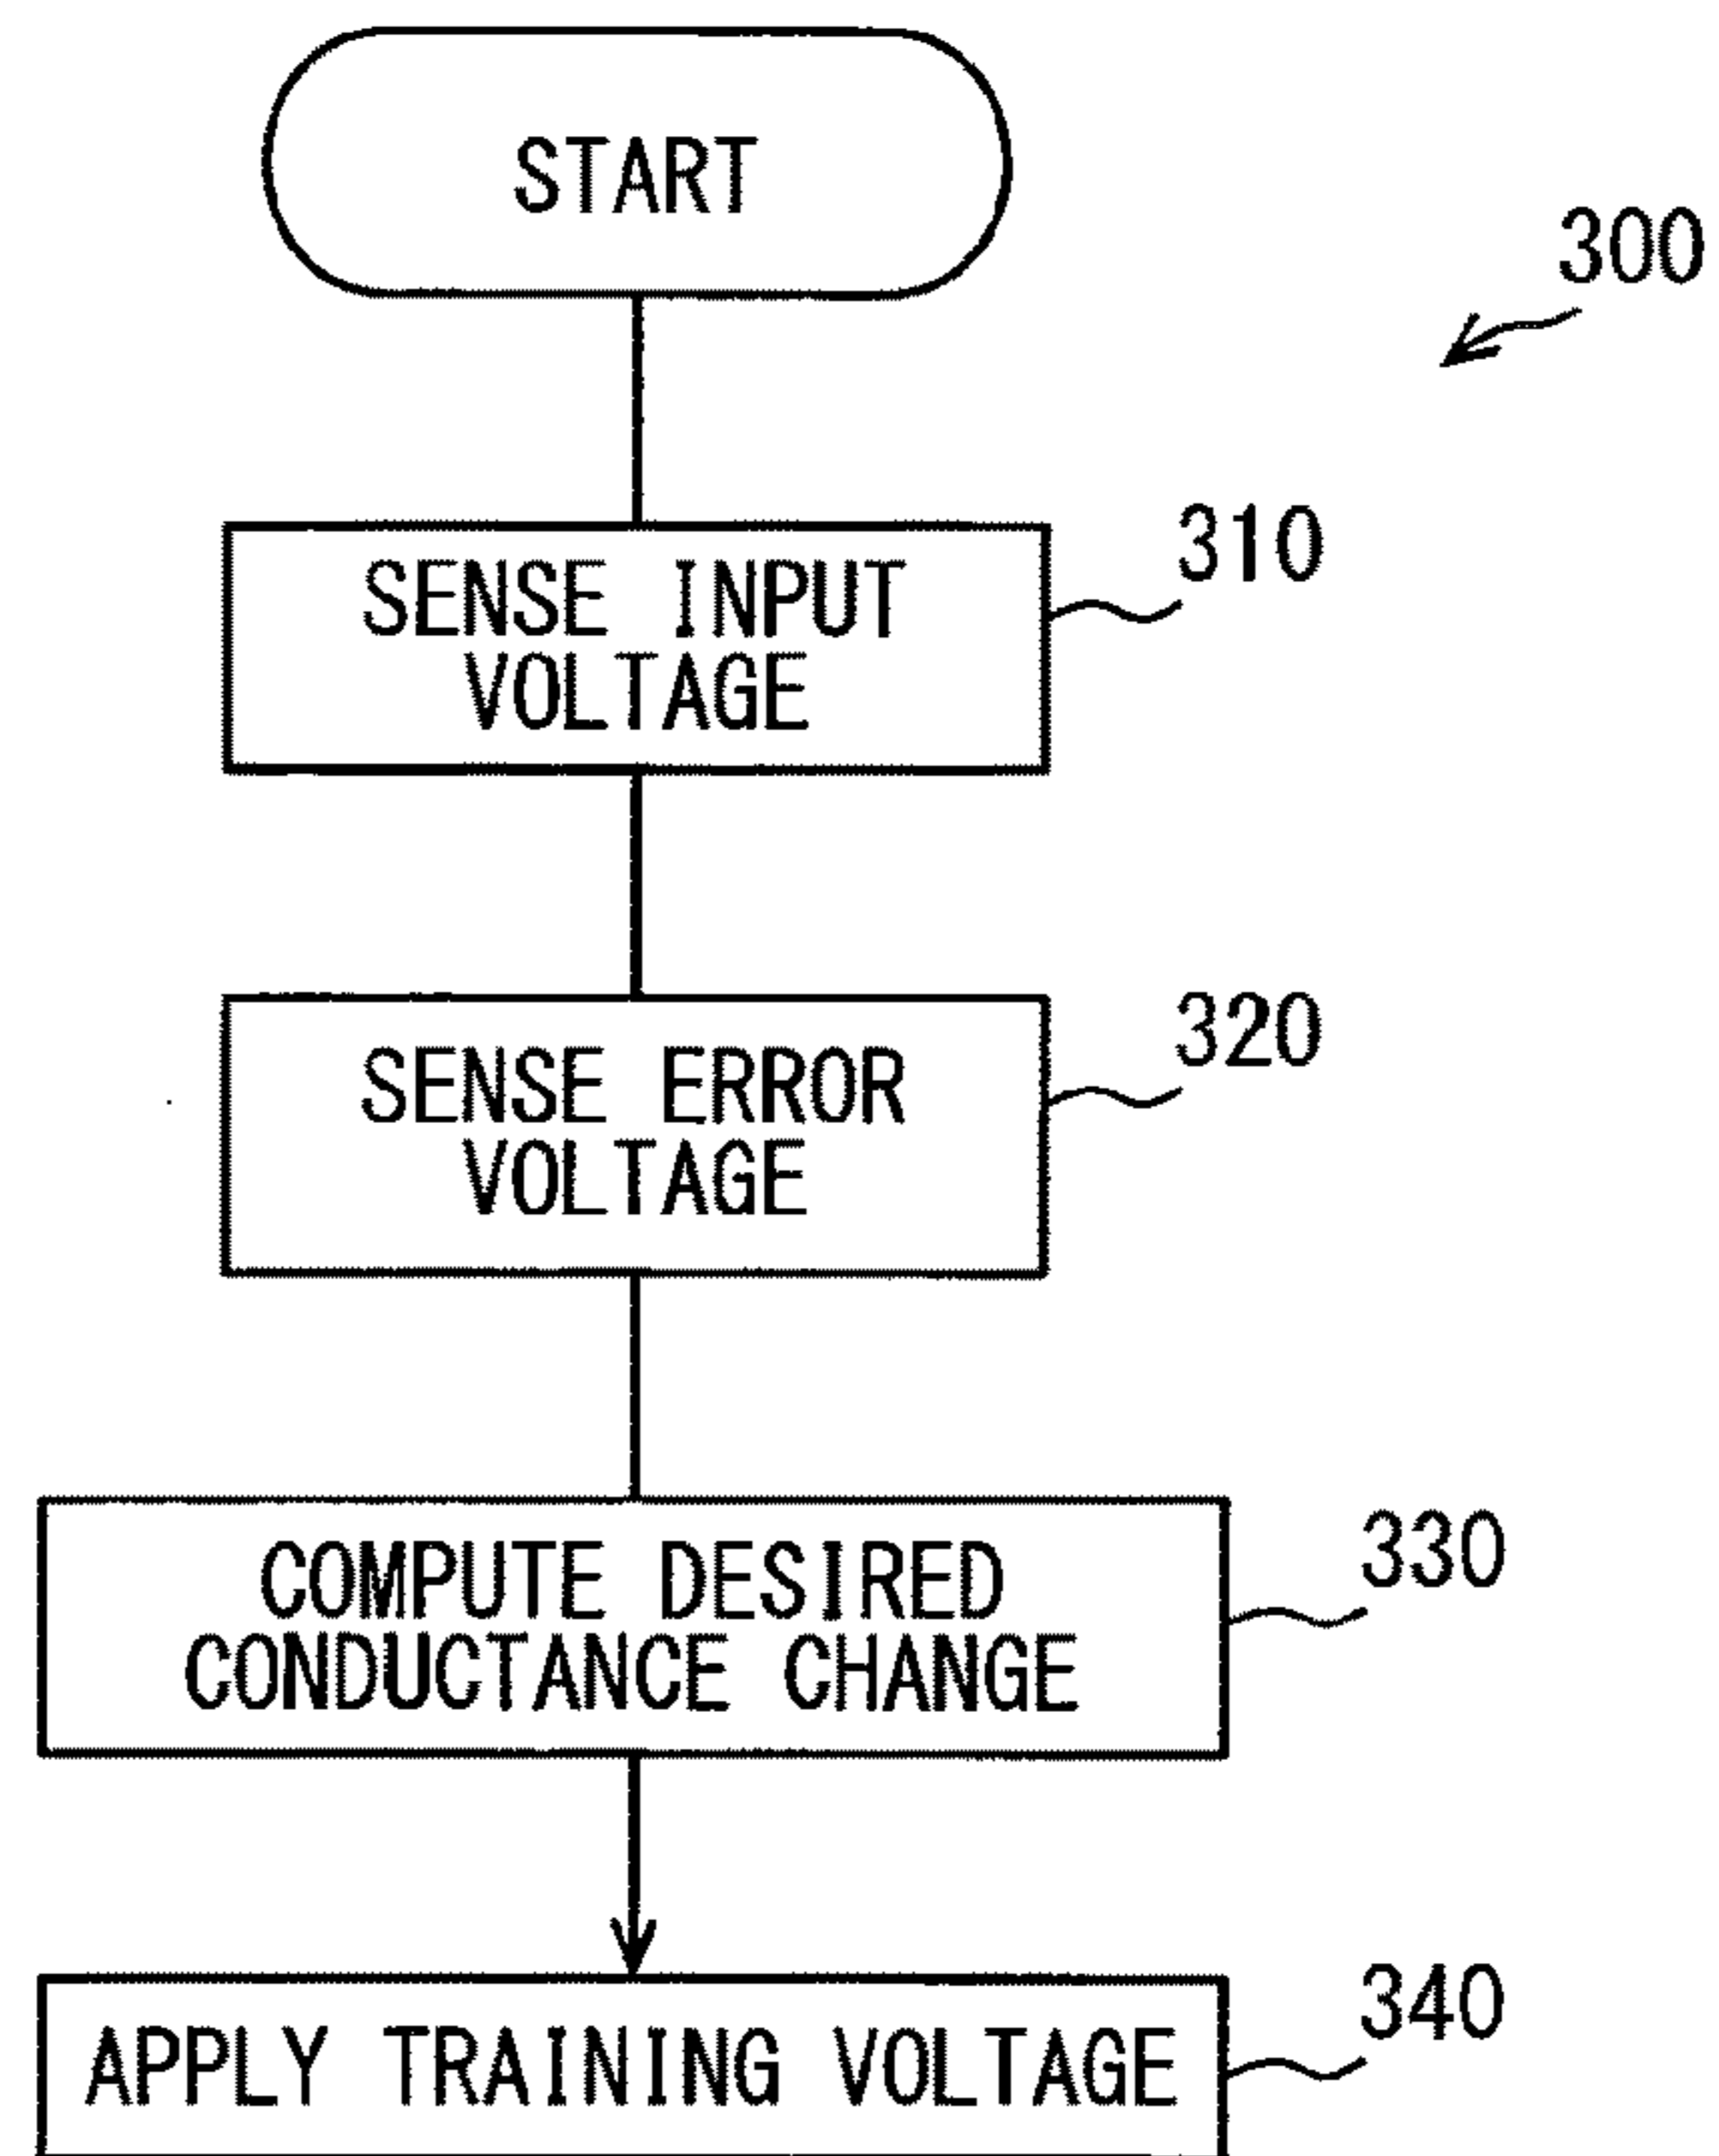 START
300
SENSE INPUT
VOLTAGE
310
SENSE ERROR
VOLTAGE
320
COMPUTE DESIRED
CONDUCTANCE CHANGE
330
APPLY TRAINING VOLTAGE
340